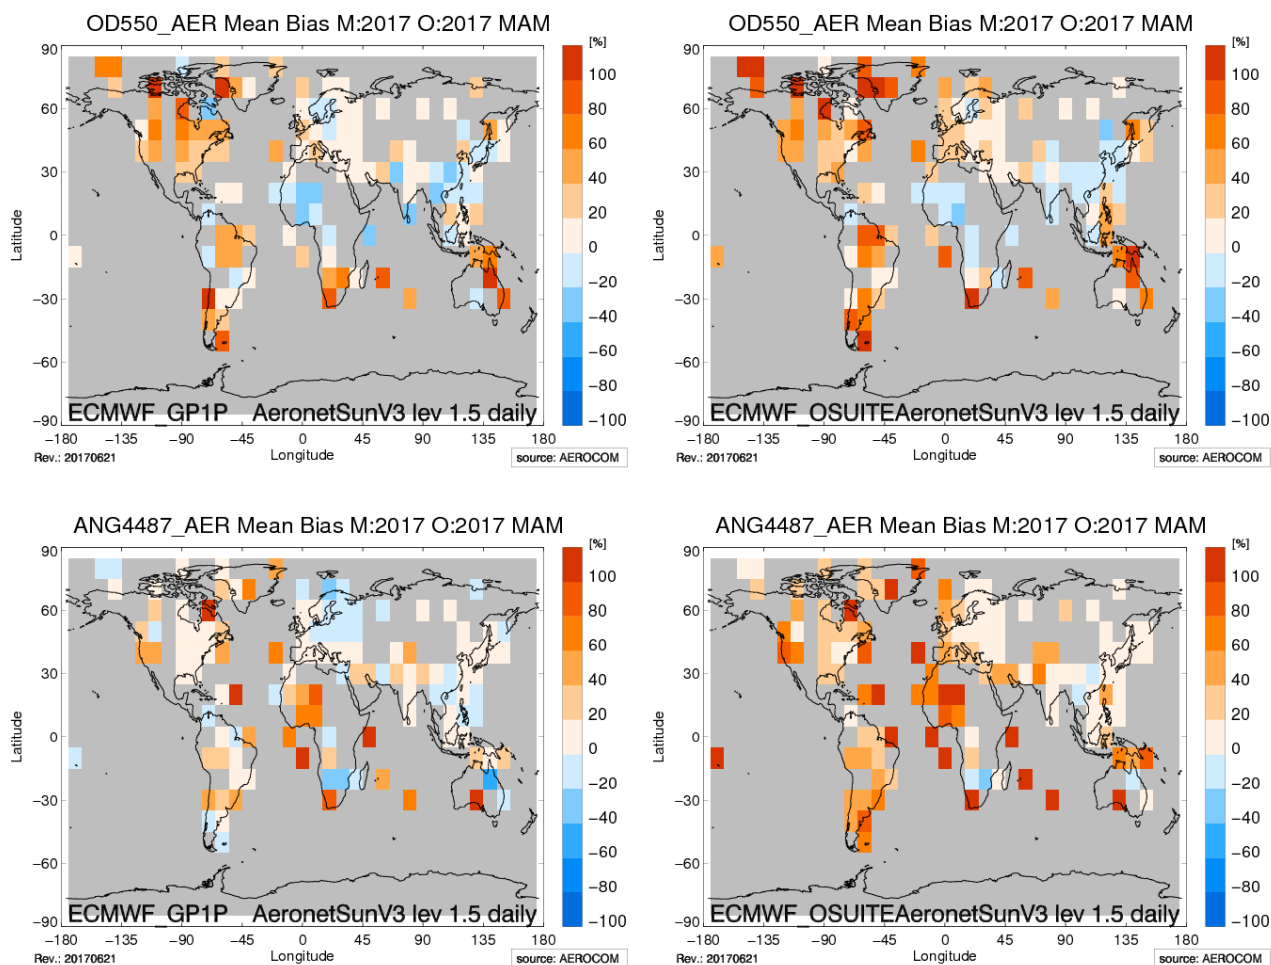 OD550_AER Mean Bias M:2017 O:2017 MAM
[%]
90
60
30
0
−30
−60
−90
Latitude
100
80
60
40
20
0
−20
−40
−60
−80
−100
ECMWF_GP1P AeronetSunV3 lev 1.5 daily
−180 −135 −90 −45 0 45 90 135 180
Longitude
Rev.: 20170621
source: AEROCOM
OD550_AER Mean Bias M:2017 O:2017 MAM
[%]
90
60
30
0
−30
−60
−90
Latitude
100
80
60
40
20
0
−20
−40
−60
−80
−100
ECMWF_OSUITEAeronetSunV3 lev 1.5 daily
−180 −135 −90 −45 0 45 90 135 180
Longitude
Rev.: 20170621
source: AEROCOM
ANG4487_AER Mean Bias M:2017 O:2017 MAM
[%]
90
60
30
0
−30
−60
−90
Latitude
100
80
60
40
20
0
−20
−40
−60
−80
−100
ECMWF_GP1P AeronetSunV3 lev 1.5 daily
−180 −135 −90 −45 0 45 90 135 180
Longitude
Rev.: 20170621
source: AEROCOM
ANG4487_AER Mean Bias M:2017 O:2017 MAM
[%]
90
60
30
0
−30
−60
−90
Latitude
100
80
60
40
20
0
−20
−40
−60
−80
−100
ECMWF_OSUITEAeronetSunV3 lev 1.5 daily
−180 −135 −90 −45 0 45 90 135 180
Longitude
Rev.: 20170621
source: AEROCOM